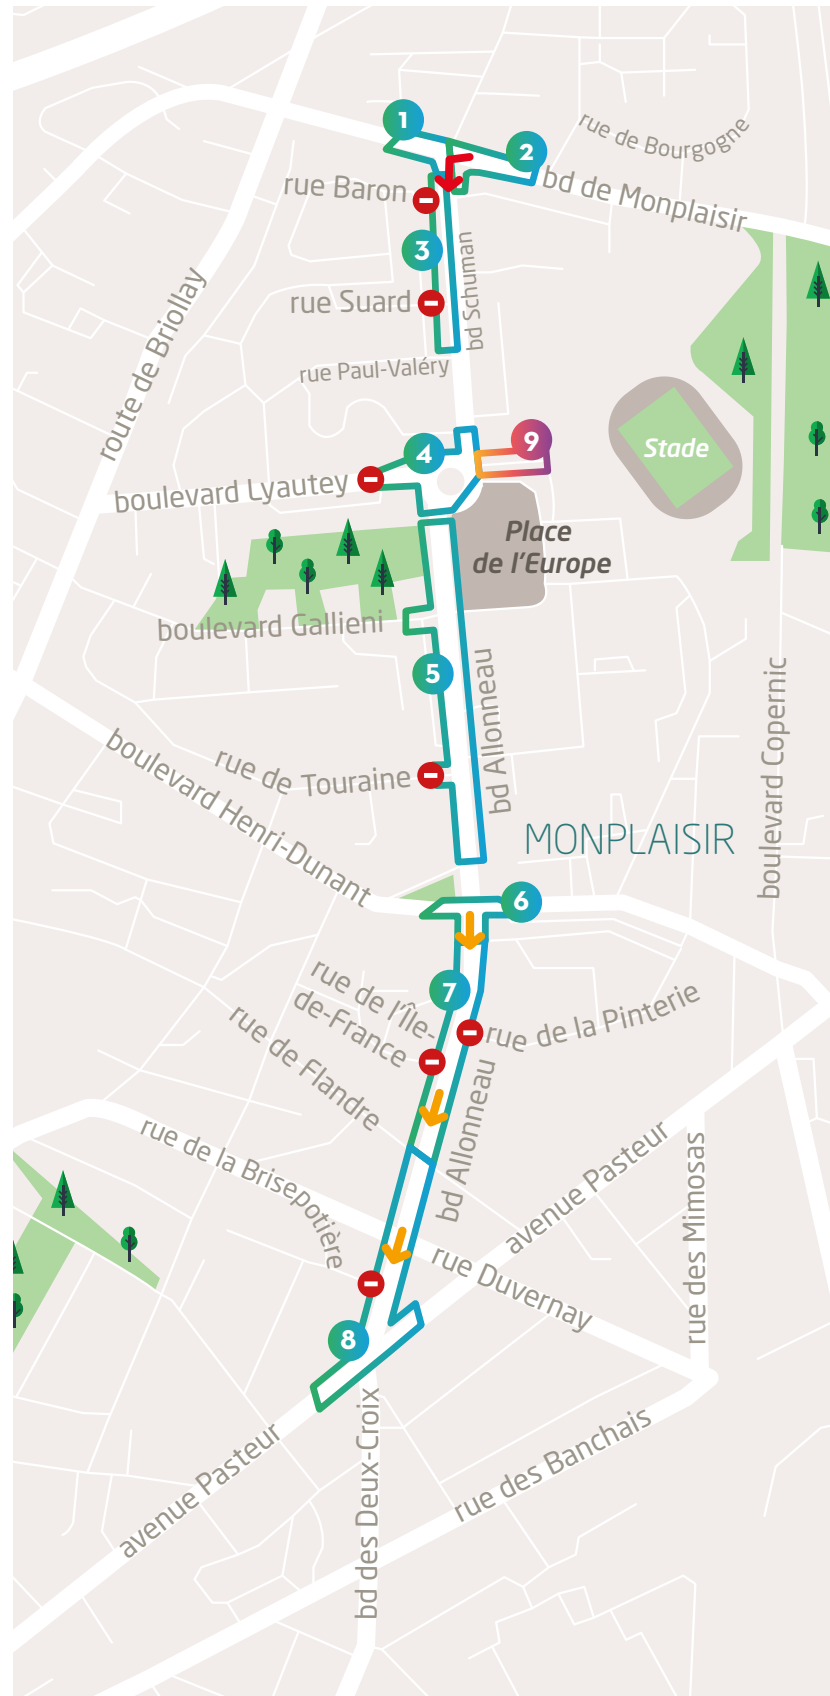 1
2
rue de Bourgogne
rue Baron
bd de Monplaisir
3
bd Schuman
rue Suard
route de Briollay
rue Paul-Valéry
9
4
Stade
boulevard Lyautey
Place
de l'Europe
boulevard Gallieni
5
bd Allonneau
boulevard Copernic
rue de Touraine
boulevard Henri-Dunant
MONPLAISIR
6
7
rue de l'Île-
de-France
rue de la Pinterie
rue de Flandre
bd Allonneau
rue de la Brisepotière
avenue Pasteur
rue des Mimosas
rue Duvernay
8
avenue Pasteur
bd des Deux-Croix
rue des Banchais